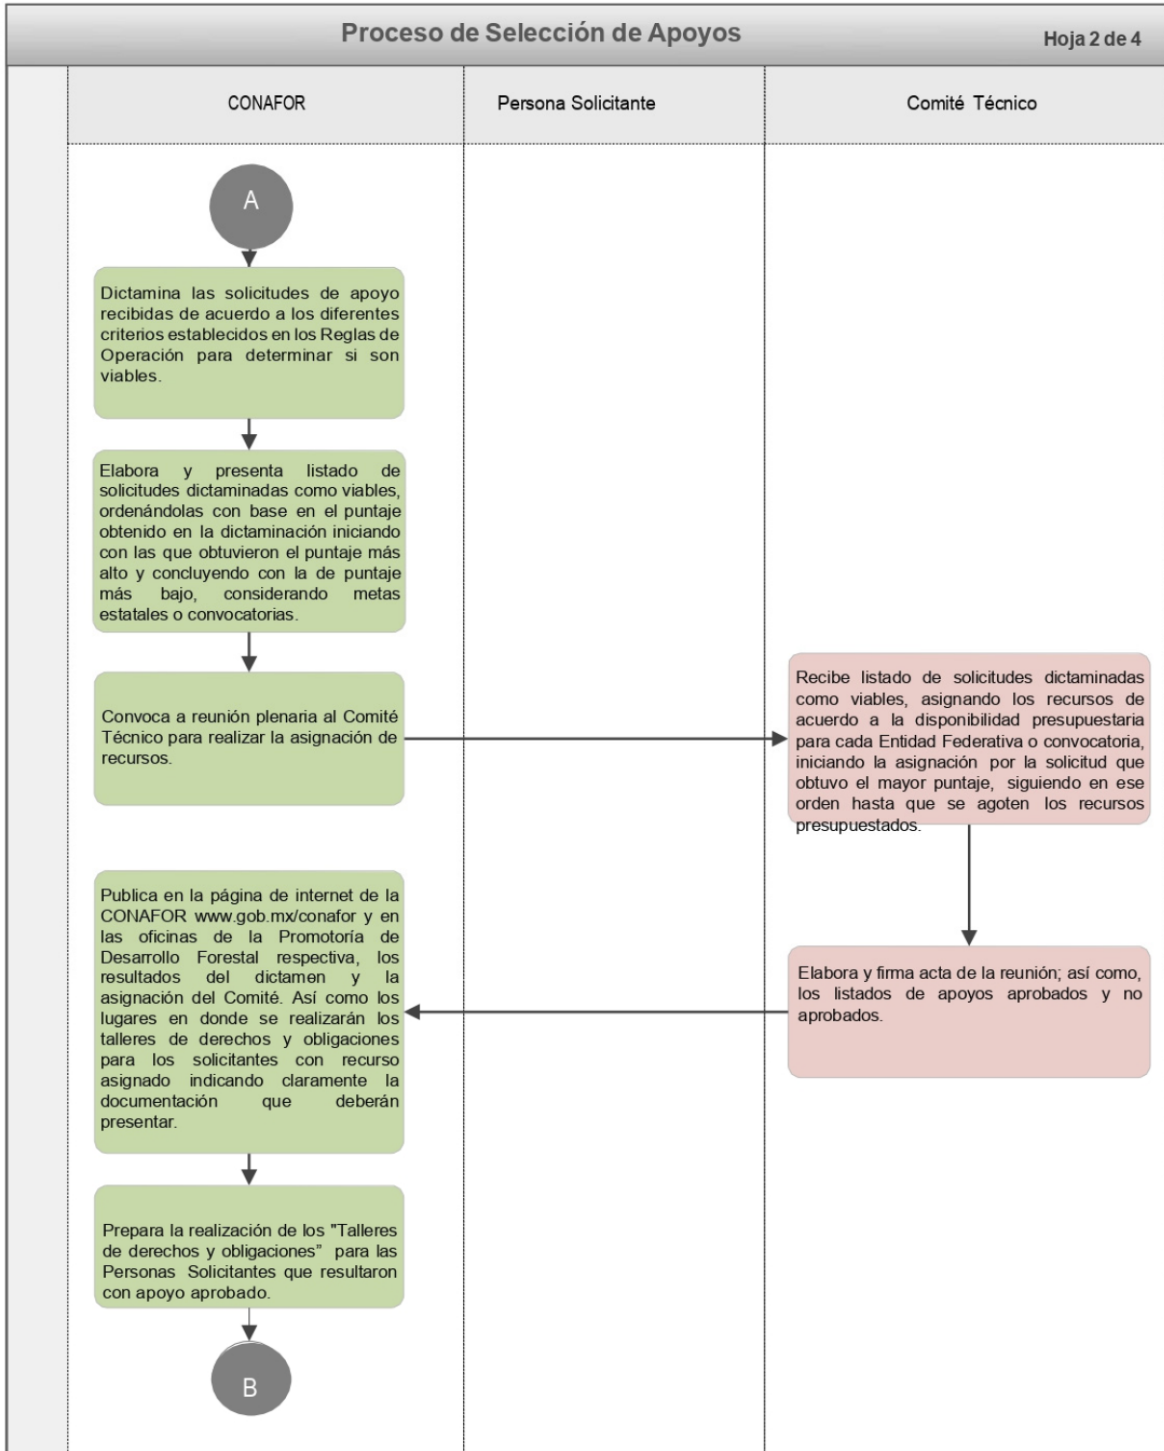 Proceso de Selección de Apoyos
Hoja 2 de 4
CONAFOR
Persona Solicitante
Comité Técnico
A
Dictamina las solicitudes de apoyo
recibidas de acuerdo a los diferentes
criterios establecidos en los Reglas de
Operación para determinar si son
viables.
Elabora y presenta listado de
solicitudes dictaminadas como viables,
ordenándolas con base en el puntaje
obtenido en la dictaminación iniciando
con las que obtuvieron el puntaje más
alto y concluyendo con la de puntaje
más bajo, considerando metas
estatales o convocatorias.
Convoca a reunión plenaria al Comité
Técnico para realizar la asignación de
recursos.
Recibe listado de solicitudes dictaminadas
como viables, asignando los recursos de
acuerdo a la disponibilidad presupuestaria
para cada Entidad Federativa o convocatoria,
iniciando la asignación por la solicitud que
obtuvo el mayor puntaje, siguiendo en ese
orden hasta que se agoten los recursos
presupuestados.
Elabora y firma acta de la reunión; así como,
los listados de apoyos aprobados y no
aprobados.
Publica en la página de internet de la
CONAFOR www.gob.mx/conafor y en
las oficinas de la Promotoría de
Desarrollo Forestal respectiva, los
resultados del dictamen y la
asignación del Comité. Así como los
lugares en donde se realizarán los
talleres de derechos y obligaciones
para los solicitantes con recurso
asignado indicando claramente la
documentación que deberán
presentar.
Prepara la realización de los "Talleres
de derechos y obligaciones” para las
Personas Solicitantes que resultaron
con apoyo aprobado.
B